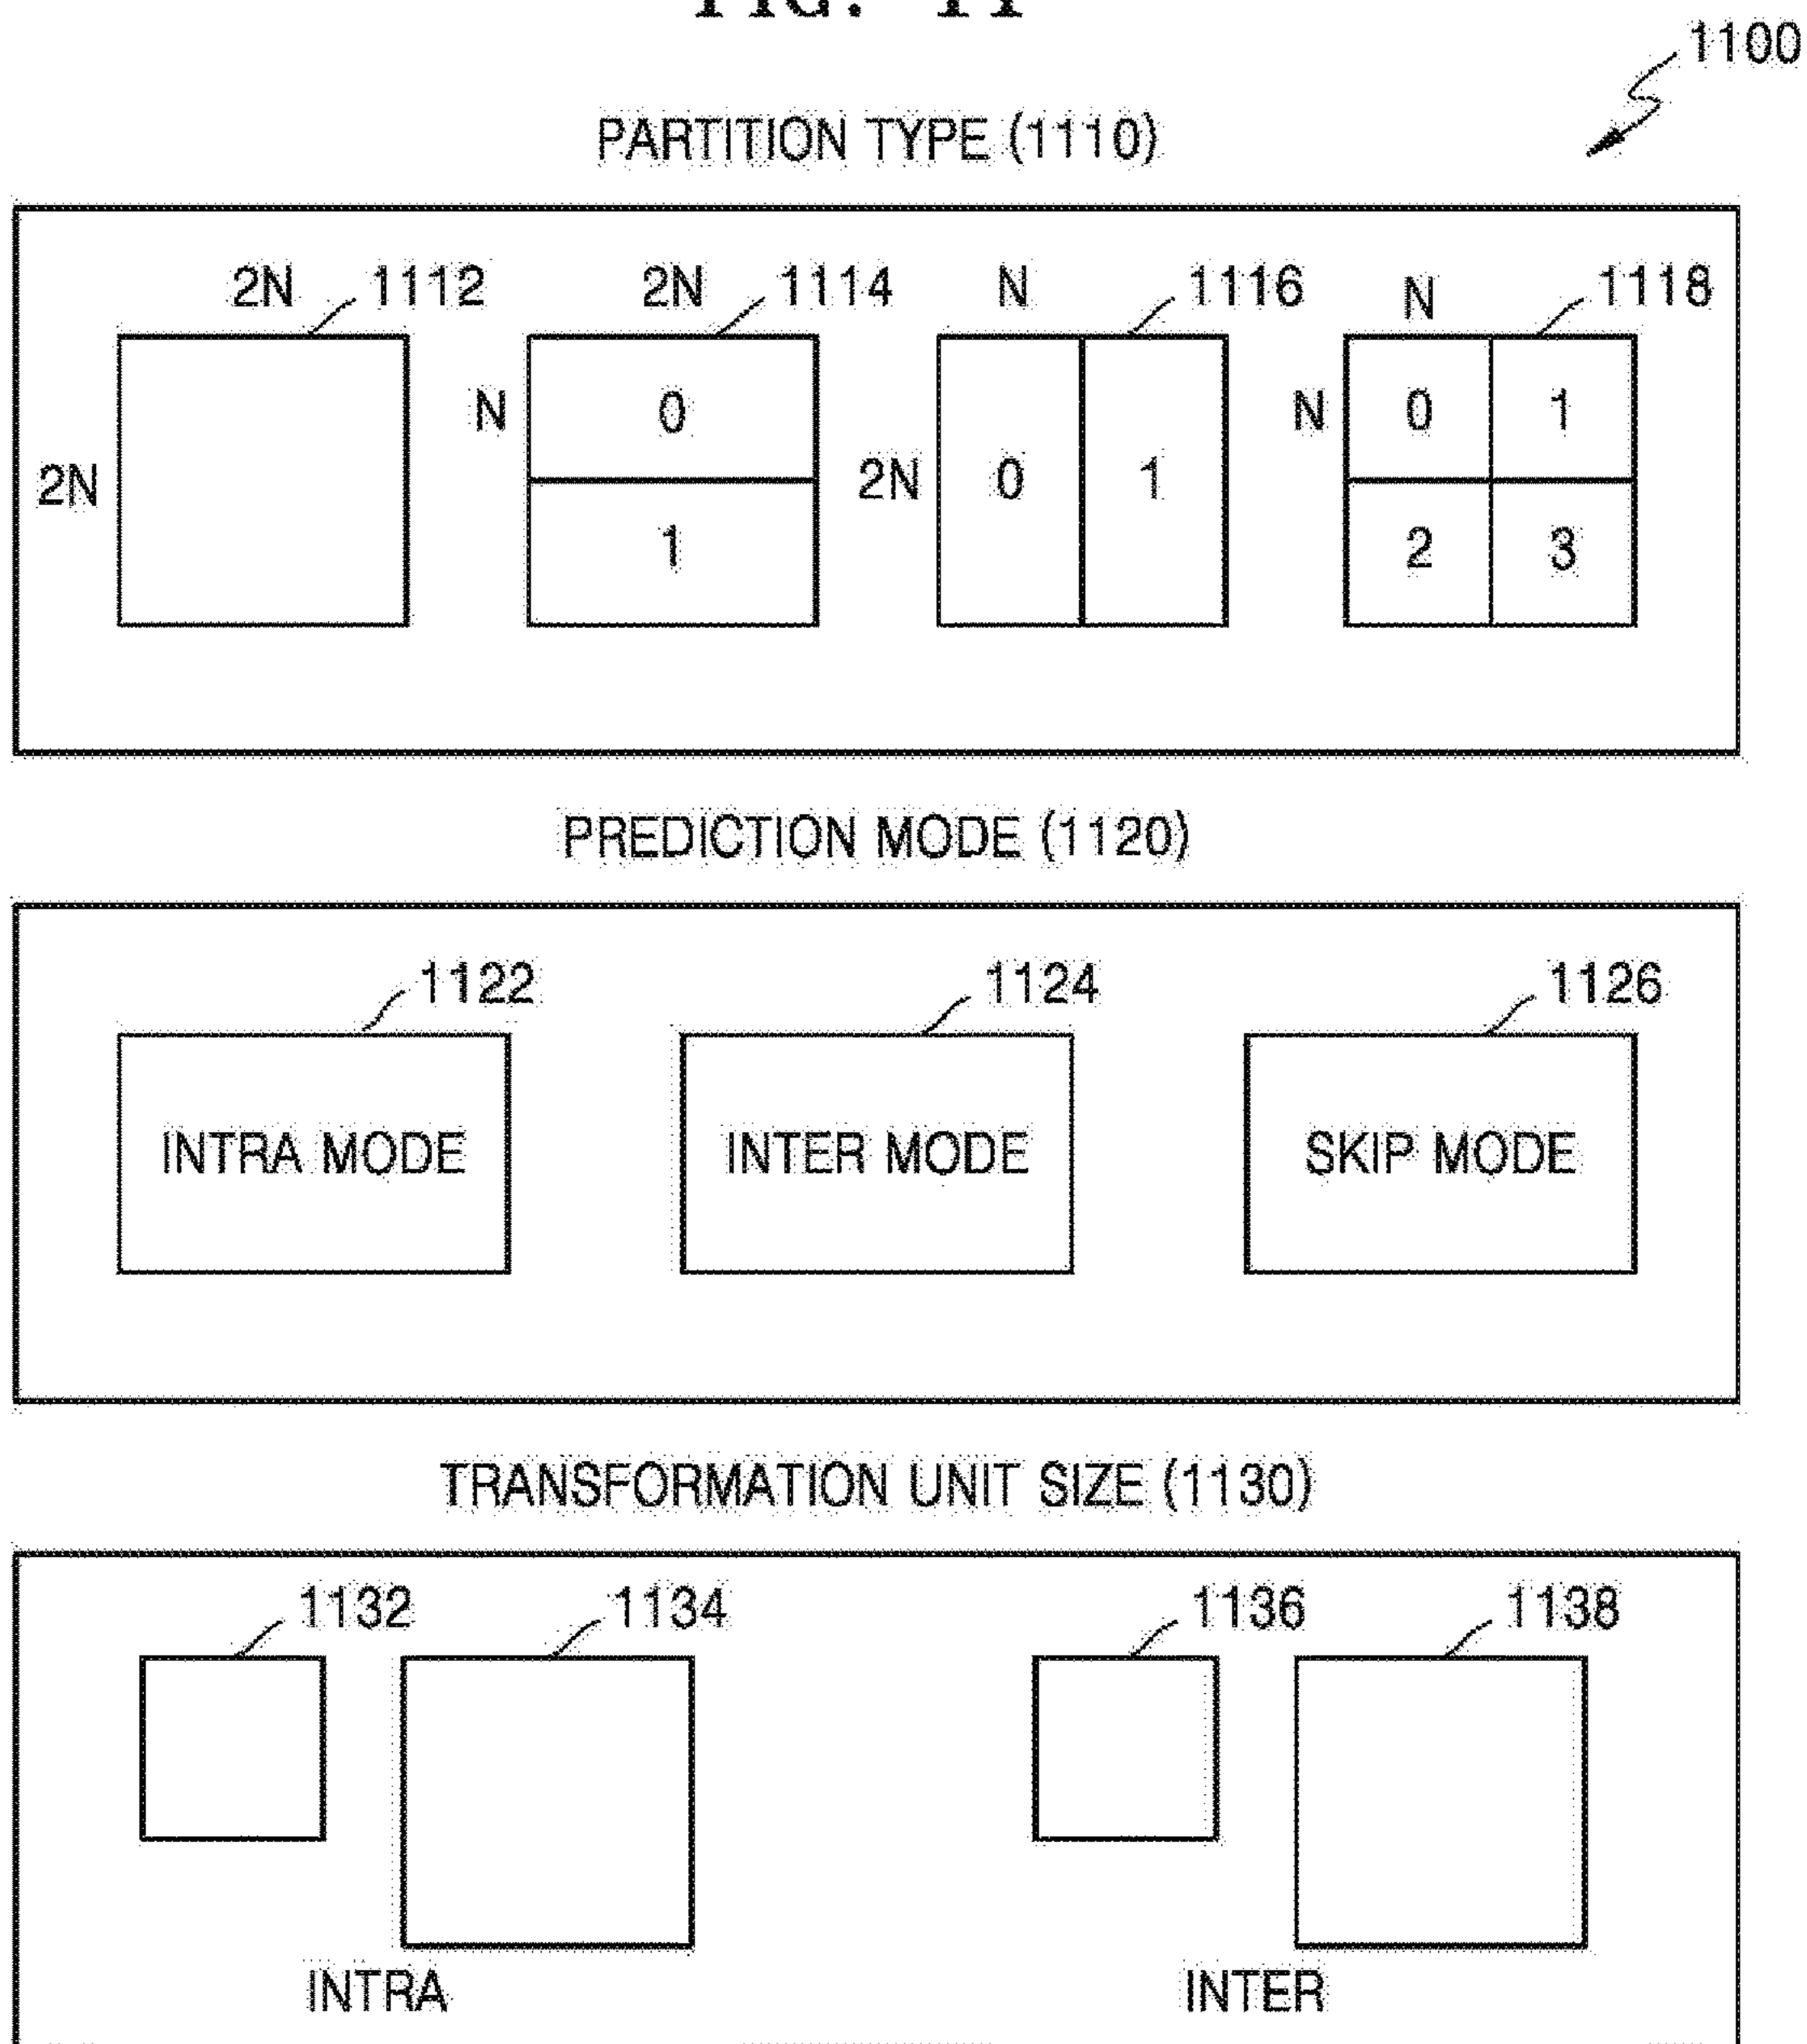 FIG. 11
1100
PARTITION TYPE (1110)
2N 1112 2N 1114 N 1116 N 1118
N 0 N 0 1
2N 2N 0 1
1 2 3
PREDICTION MODE (1120)
1122 1124 1126
INTRA MODE INTER MODE SKIP MODE
TRANSFORMATION UNIT SIZE (1130)
1132 1134 1136 1138
INTRA INTER